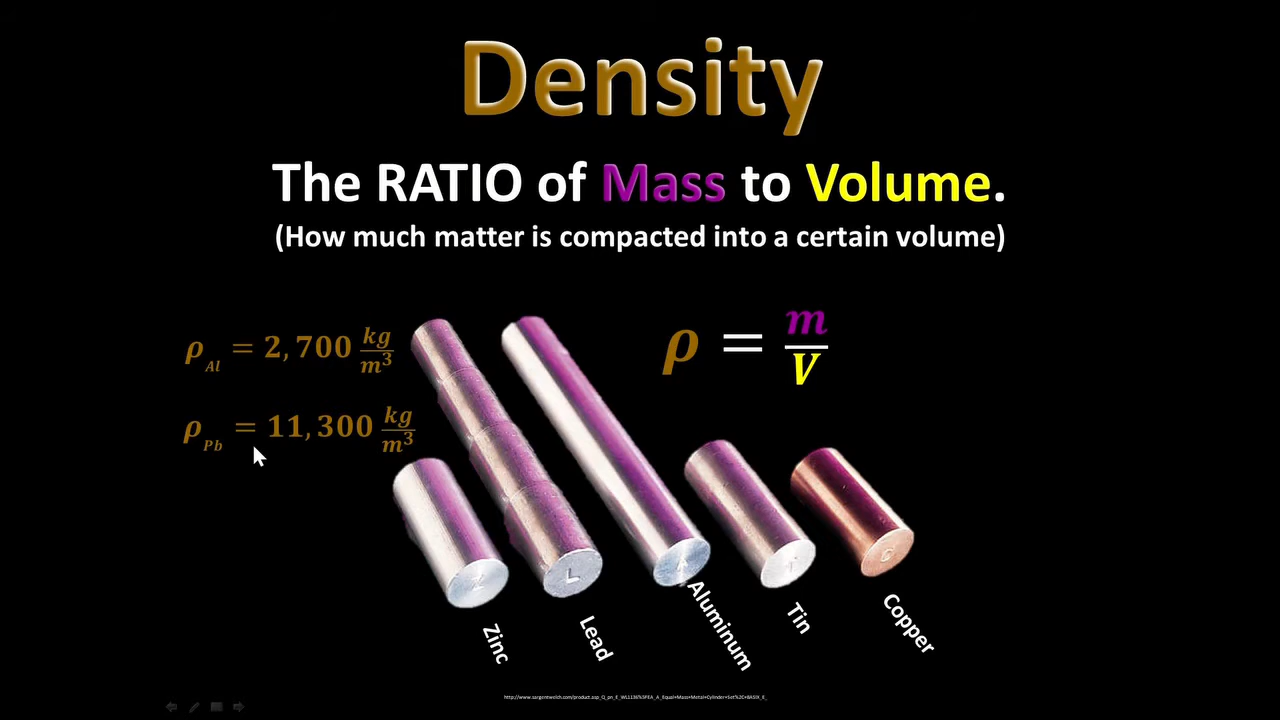 Density
The RATIO of Mass to Volume.
(How much matter is compacted into a certain volume)
ρ = m/V
ρAl = 2,700 kg/m³
ρPb = 11,300 kg/m³
L
Zinc
Lead
Aluminum
Tin
Copper